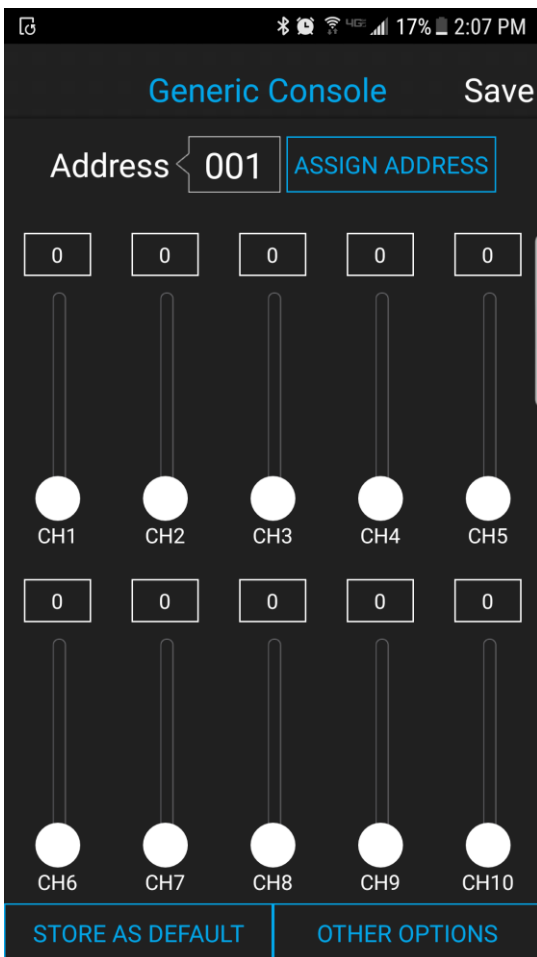 4G 17% 2:07 PM
Generic Console Save
Address 001 ASSIGN ADDRESS
0 0 0 0 0
CH1 CH2 CH3 CH4 CH5
0 0 0 0 0
CH6 CH7 CH8 CH9 CH10
STORE AS DEFAULT OTHER OPTIONS